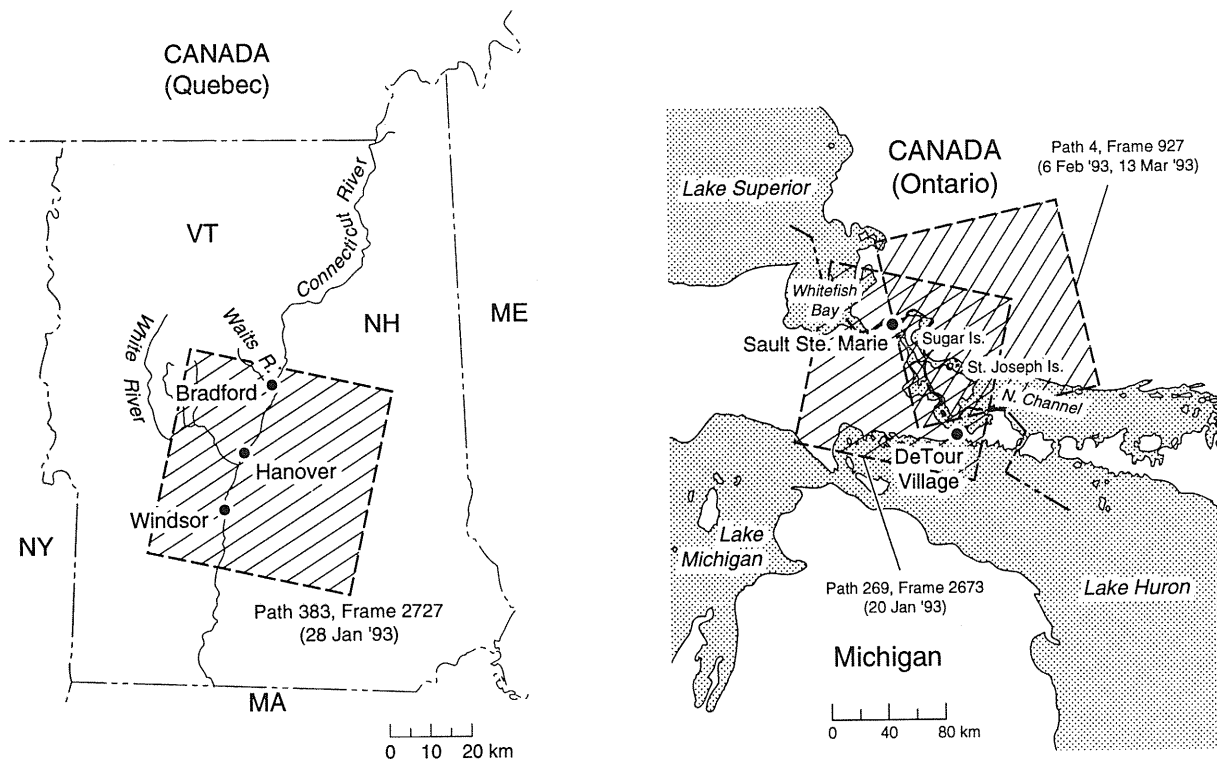 CANADA
(Quebec)
VT
Connecticut River
NH
ME
White River
Waits R.
Bradford
Hanover
Windsor
NY
Path 383, Frame 2727
(28 Jan '93)
MA
0 10 20 km
CANADA
(Ontario)
Path 4, Frame 927
(6 Feb '93, 13 Mar '93)
Lake Superior
Whitefish
Bay
Sault Ste. Marie
Sugar Is.
St. Joseph Is.
N. Channel
DeTour
Village
Lake
Michigan
Path 269, Frame 2673
(20 Jan '93)
Lake Huron
Michigan
0 40 80 km